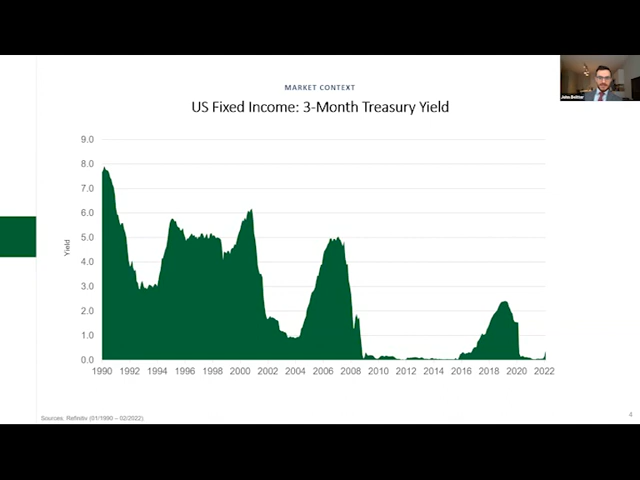 MARKET CONTEXT
US Fixed Income: 3-Month Treasury Yield
9.0
8.0
7.0
6.0
5.0
4.0
3.0
2.0
1.0
0.0
Yield
1990 1992 1994 1996 1998 2000 2002 2004 2006 2008 2010 2012 2014 2016 2018 2020 2022
Sources. Refinitiv (01/1990 – 02/2022)
4
John